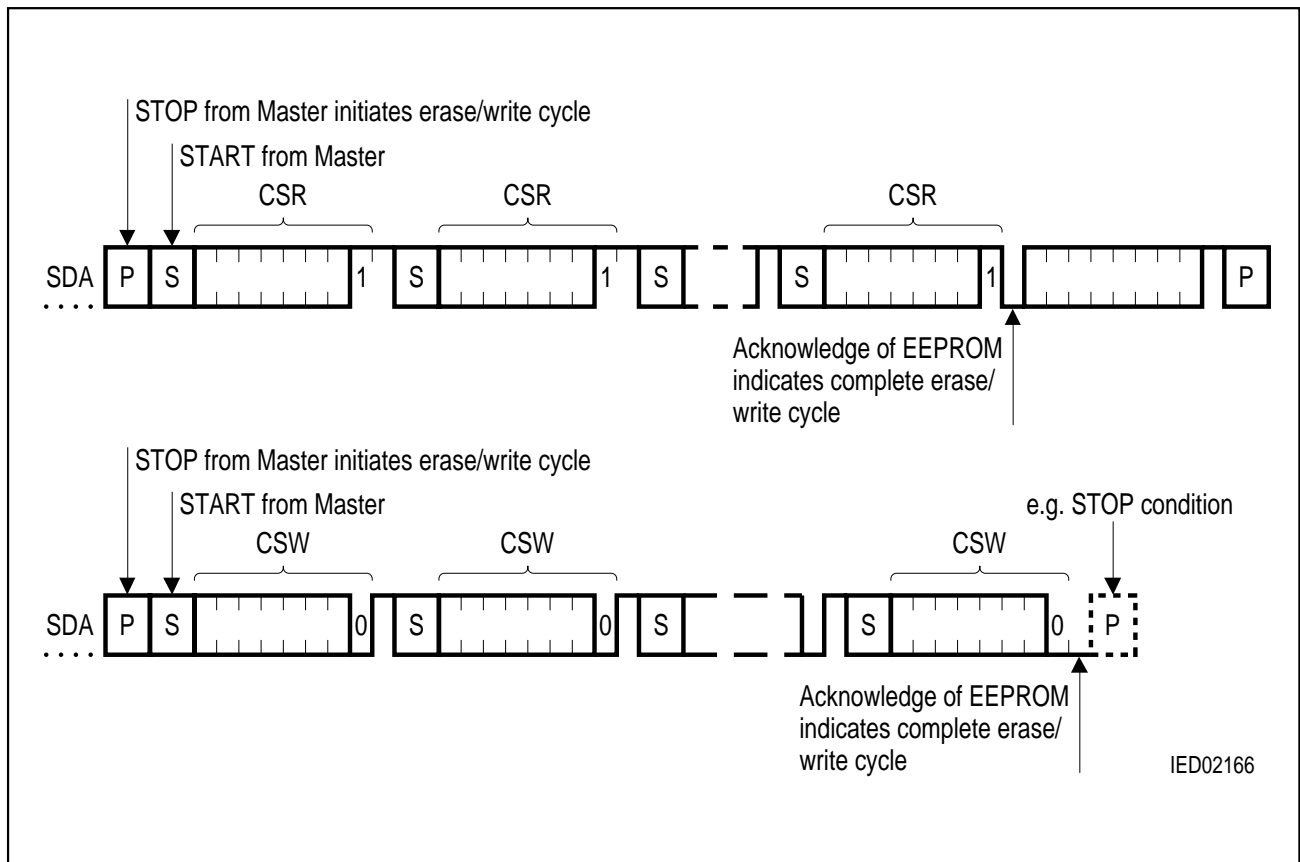 STOP from Master initiates erase/write cycle
START from Master
CSR CSR CSR
SDA P S 1 S 1 S S 1 P
Acknowledge of EEPROM
indicates complete erase/
write cycle
STOP from Master initiates erase/write cycle
START from Master
e.g. STOP condition
CSW CSW CSW
SDA P S 0 S 0 S S 0 P
Acknowledge of EEPROM
indicates complete erase/
write cycle
IED02166